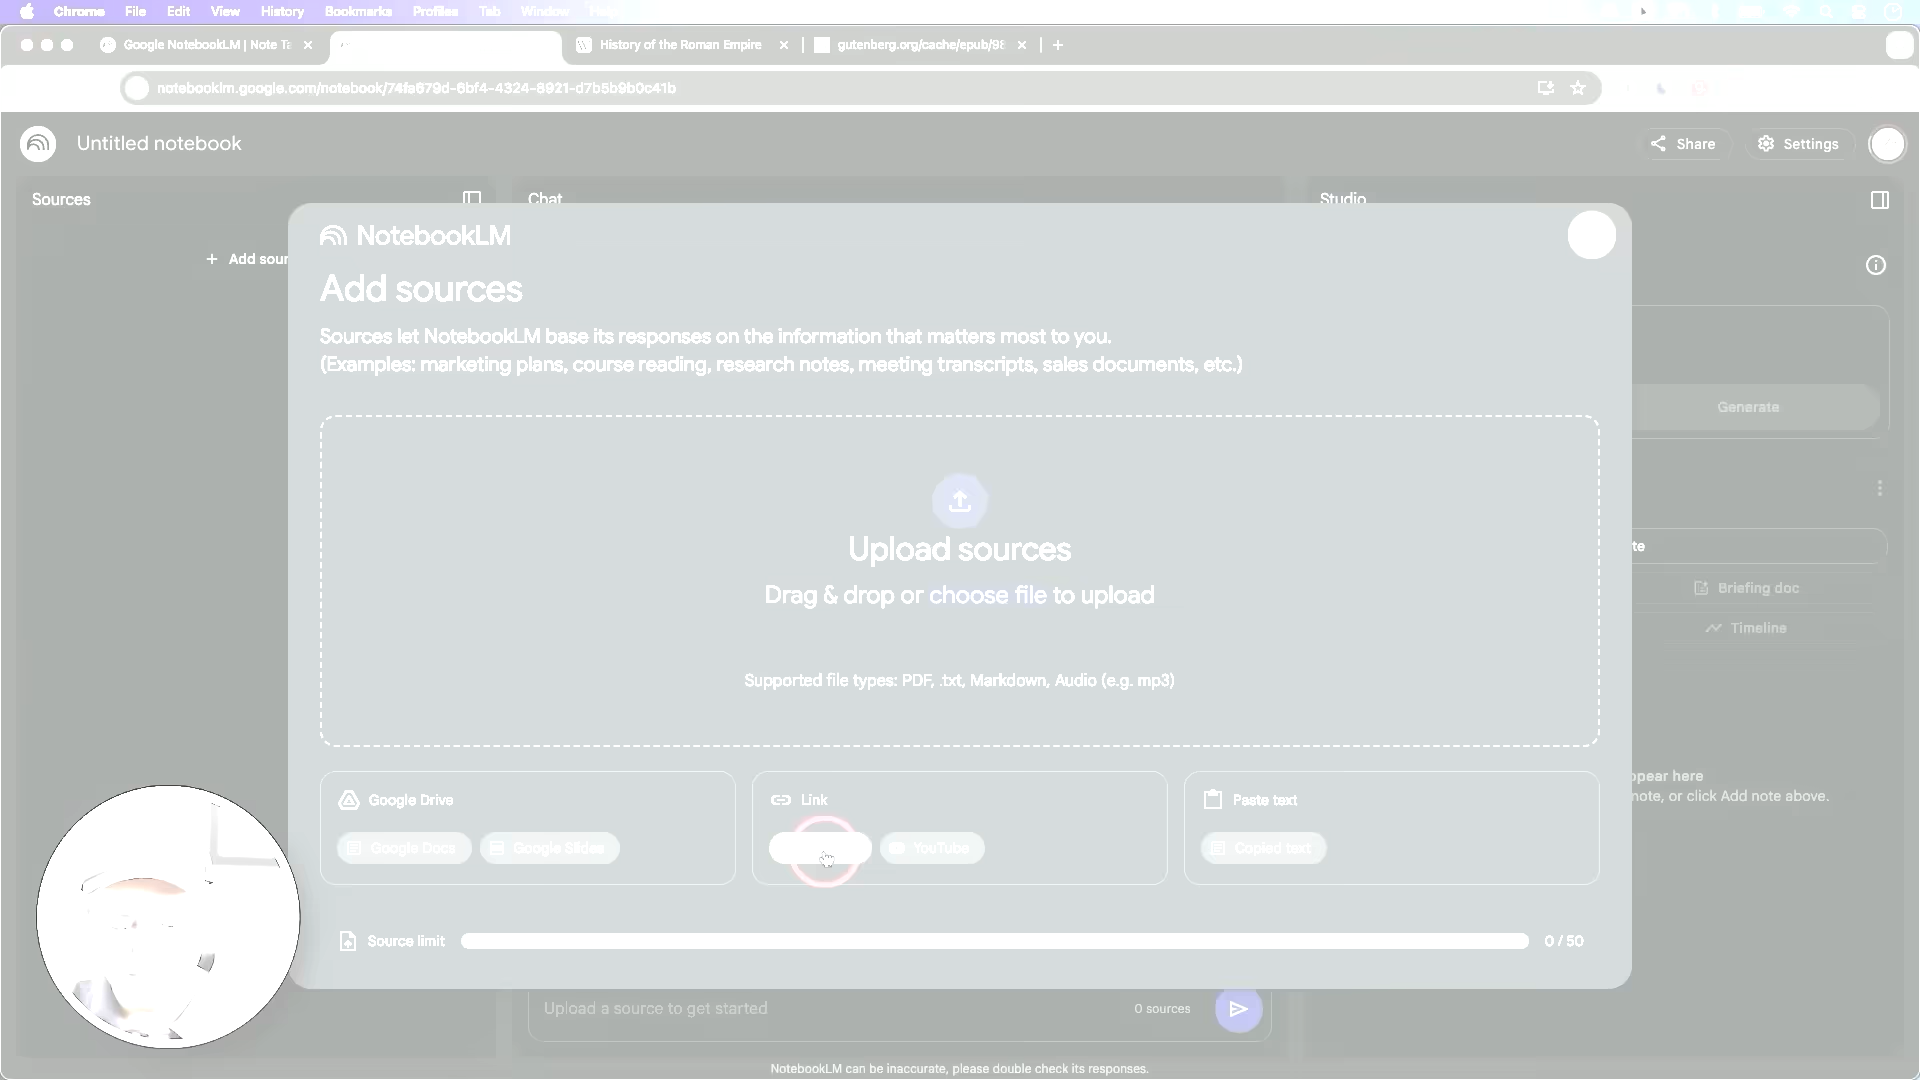 Chrome File Edit View History Bookmarks Profiles Tab Window
Google NotebookLM | Note Ta
History of the Roman Empire
gutenberg.org/cache/epub/98
notebooklm.google.com/notebook/74fa679d-6bf4-4324-8921-d7b5b9b0c41b
Untitled notebook
Share
Settings
Sources
Chat
Studio
+ Add sour
NotebookLM
Add sources
Sources let NotebookLM base its responses on the information that matters most to you.
(Examples: marketing plans, course reading, research notes, meeting transcripts, sales documents, etc.)
Generate
Upload sources
Drag & drop or choose file to upload
Supported file types: PDF, .txt, Markdown, Audio (e.g. mp3)
te
Briefing doc
Timeline
ppear here
note, or click Add note above.
Google Drive
Google Docs
Google Slides
Link
YouTube
Paste text
Copied text
Source limit
0 / 50
Upload a source to get started
0 sources
NotebookLM can be inaccurate, please double check its responses.